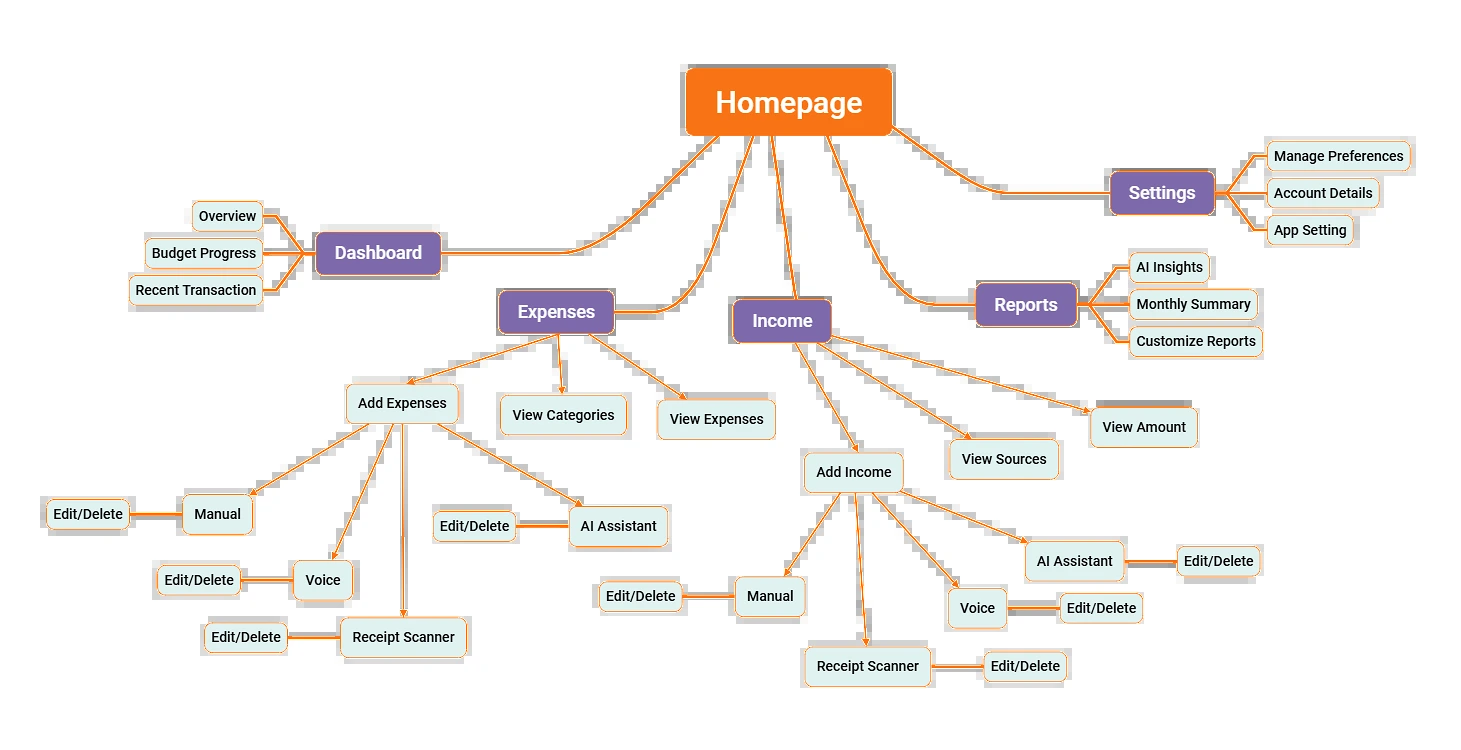 Homepage
Dashboard
Overview
Budget Progress
Recent Transaction
Expenses
Add Expenses
Manual
Edit/Delete
Voice
Edit/Delete
Receipt Scanner
Edit/Delete
AI Assistant
Edit/Delete
View Categories
View Expenses
Income
Add Income
Manual
Edit/Delete
Receipt Scanner
Edit/Delete
Voice
Edit/Delete
AI Assistant
Edit/Delete
View Sources
View Amount
Reports
AI Insights
Monthly Summary
Customize Reports
Settings
Manage Preferences
Account Details
App Setting